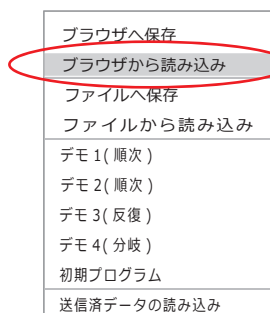 ブラウザへ保存
ブラウザから読み込み
ファイルへ保存
ファイルから読み込み
デモ 1( 順次 )
デモ 2( 順次 )
デモ 3( 反復 )
デモ 4( 分岐 )
初期プログラム
送信済データの読み込み